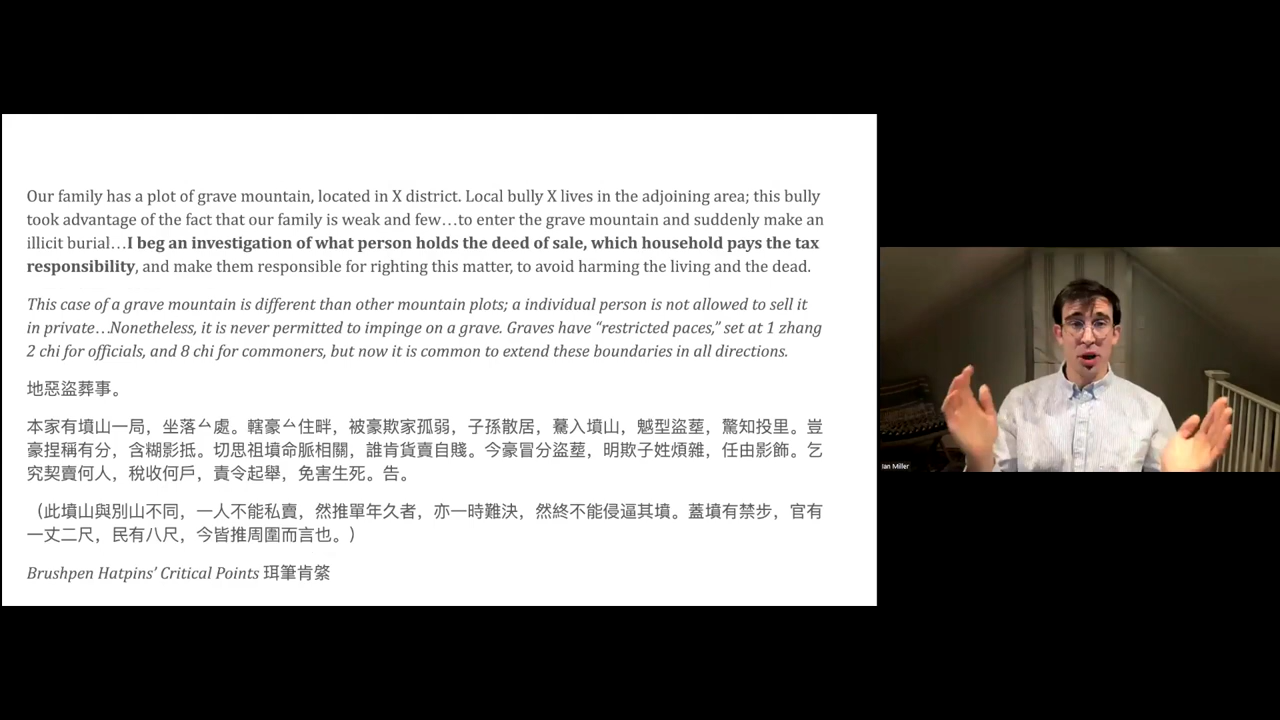 Our family has a plot of grave mountain, located in X district. Local bully X lives in the adjoining area; this bully
took advantage of the fact that our family is weak and few…to enter the grave mountain and suddenly make an
illicit burial…I beg an investigation of what person holds the deed of sale, which household pays the tax
responsibility, and make them responsible for righting this matter, to avoid harming the living and the dead.
This case of a grave mountain is different than other mountain plots; a individual person is not allowed to sell it
in private…Nonetheless, it is never permitted to impinge on a grave. Graves have “restricted paces,” set at 1 zhang
2 chi for officials, and 8 chi for commoners, but now it is common to extend these boundaries in all directions.
地惡盜葬事。
本家有墳山一局，坐落厶處。轄豪厶住畔，被豪欺家孤弱，子孫散居，驀入墳山，魆型盜塟，驚知投里。豈
豪捏稱有分，含糊影抵。切思祖墳命脈相關，誰肯貨賣自賤。今豪冒分盜塟，明欺子姓煩雜，任由影飾。乞
究契賣何人，稅收何戶，責令起舉，免害生死。告。
（此墳山與別山不同，一人不能私賣，然推單年久者，亦一時難決，然終不能侵逼其墳。蓋墳有禁步，官有
一丈二尺，民有八尺，今皆推周圍而言也。）
Brushpen Hatpins’ Critical Points 珥筆肯綮
Ian Miller